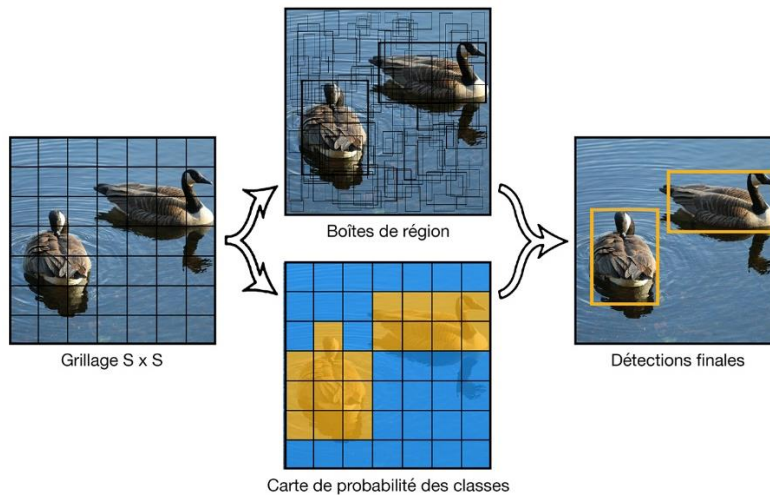 Boîtes de région
Grillage S x S
Détections finales
Carte de probabilité des classes